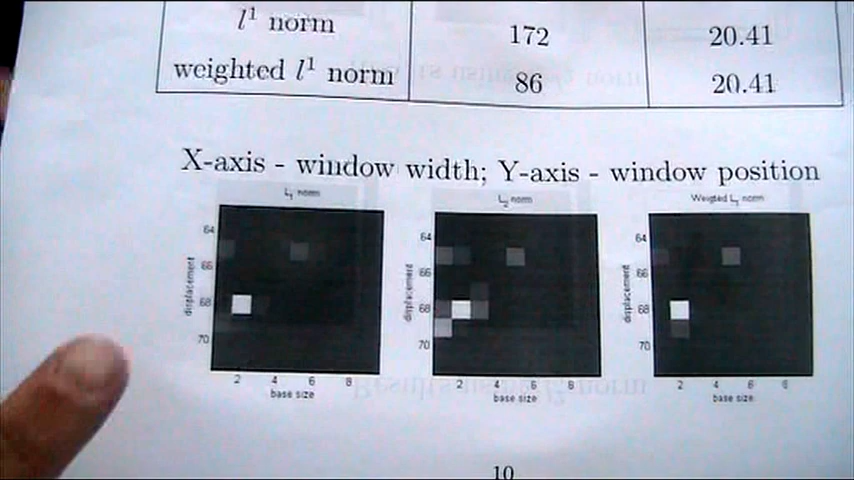 l¹ norm 172 20.41
weighted l¹ norm 86 20.41
X-axis - window width; Y-axis - window position
L₁ norm L₂ norm Weigted L₁ norm
64 64 64
66 66 66
68 68 68
70 70 70
displacement displacement displacement
2 4 6 8 2 4 6 8 2 4 6 8
base size base size base size
10